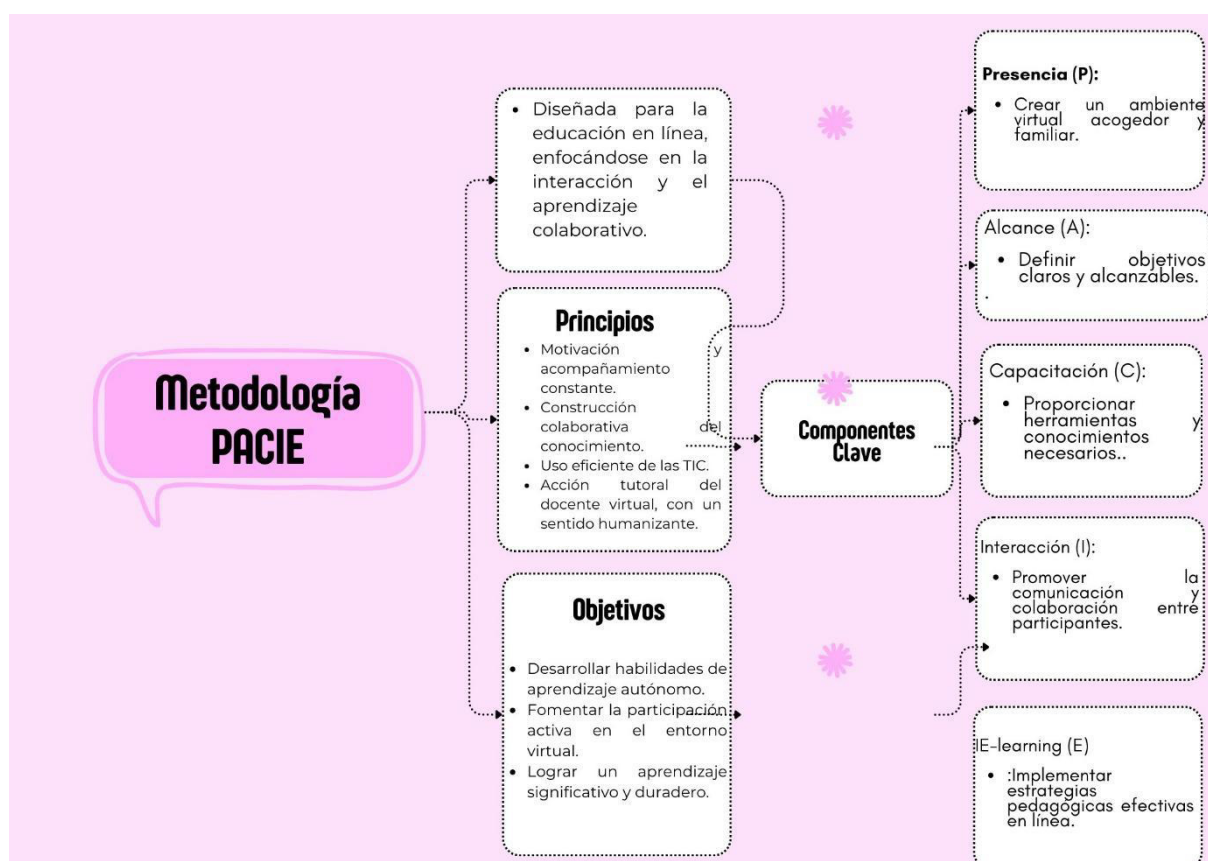 Metodología
PACIE
• Diseñada para la
educación en línea,
enfocándose en la
interacción y el
aprendizaje
colaborativo.
Principios
• Motivación y
acompañamiento
constante.
• Construcción
colaborativa del
conocimiento.
• Uso eficiente de las TIC.
• Acción tutoral del
docente virtual, con un
sentido humanizante.
Objetivos
• Desarrollar habilidades de
aprendizaje autónomo.
• Fomentar la participación
activa en el entorno
virtual.
• Lograr un aprendizaje
significativo y duradero.
Componentes
Clave
Presencia (P):
• Crear un ambiente
virtual acogedor y
familiar.
Alcance (A):
• Definir objetivos
claros y alcanzables.
.
Capacitación (C):
• Proporcionar
herramientas y
conocimientos
necesarios..
Interacción (I):
• Promover la
comunicación y
colaboración entre
participantes.
IE-learning (E)
• :Implementar
estrategias
pedagógicas efectivas
en línea.